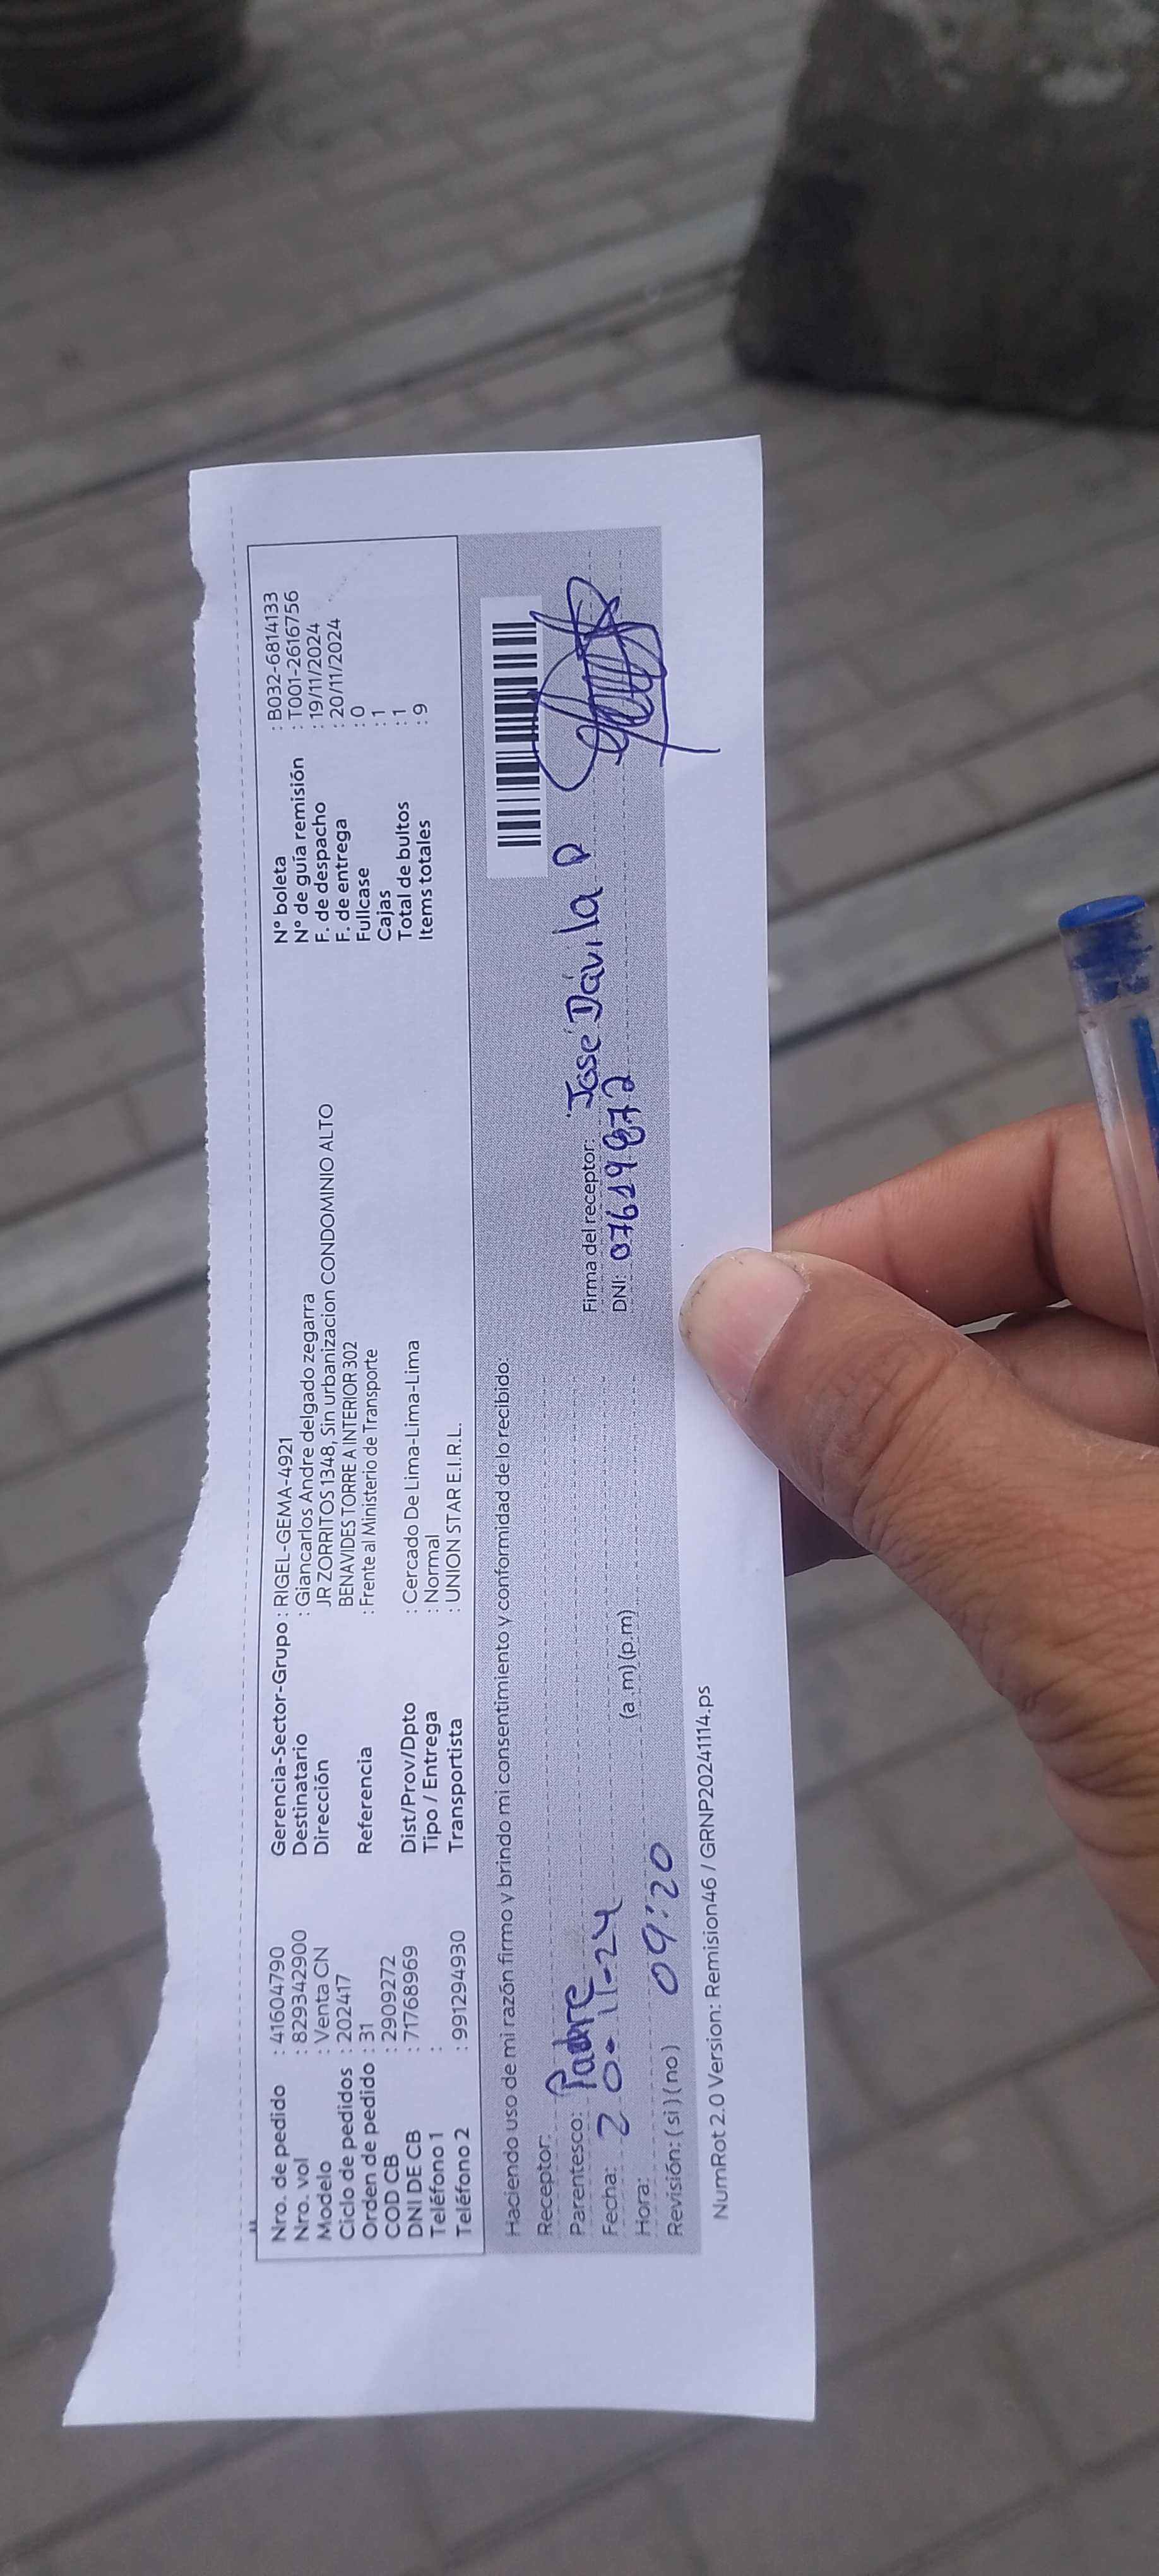 Nro. de pedido : 41604790 Gerencia-Sector-Grupo : RIGEL-GEMA-4921 N° boleta : B032-6814133
Nro. vol : 829342900 Destinatario : Giancarlos Andre delgado zegarra N° de guía remisión : T001-2616756
Modelo : Venta CN Dirección JR ZORRITOS 1348, Sin urbanizacion CONDOMINIO ALTO F. de despacho : 19/11/2024
Ciclo de pedidos : 202417 BENAVIDES TORRE A INTERIOR 302 F. de entrega : 20/11/2024
Orden de pedido : 31 Referencia : Frente al Ministerio de Transporte Fullcase : 0
COD CB : 2909272 Cajas : 1
DNI DE CB : 71768969 Dist/Prov/Dpto : Cercado De Lima-Lima-Lima Total de bultos : 1
Teléfono 1 : Tipo / Entrega : Normal Items totales : 9
Teléfono 2 : 991294930 Transportista : UNION STAR E.I.R.L.
Haciendo uso de mi razón firmo y brindo mi consentimiento y conformidad de lo recibido:
Receptor:
Parentesco: Padre Firma del receptor: José Dávila P
Fecha: 20-11-24 DNI: 07619872
Hora: 09:20 (a.m) (p.m)
Revisión: (si) (no)
NumRot 2.0 Version: Remision46 / GRNP20241114.ps